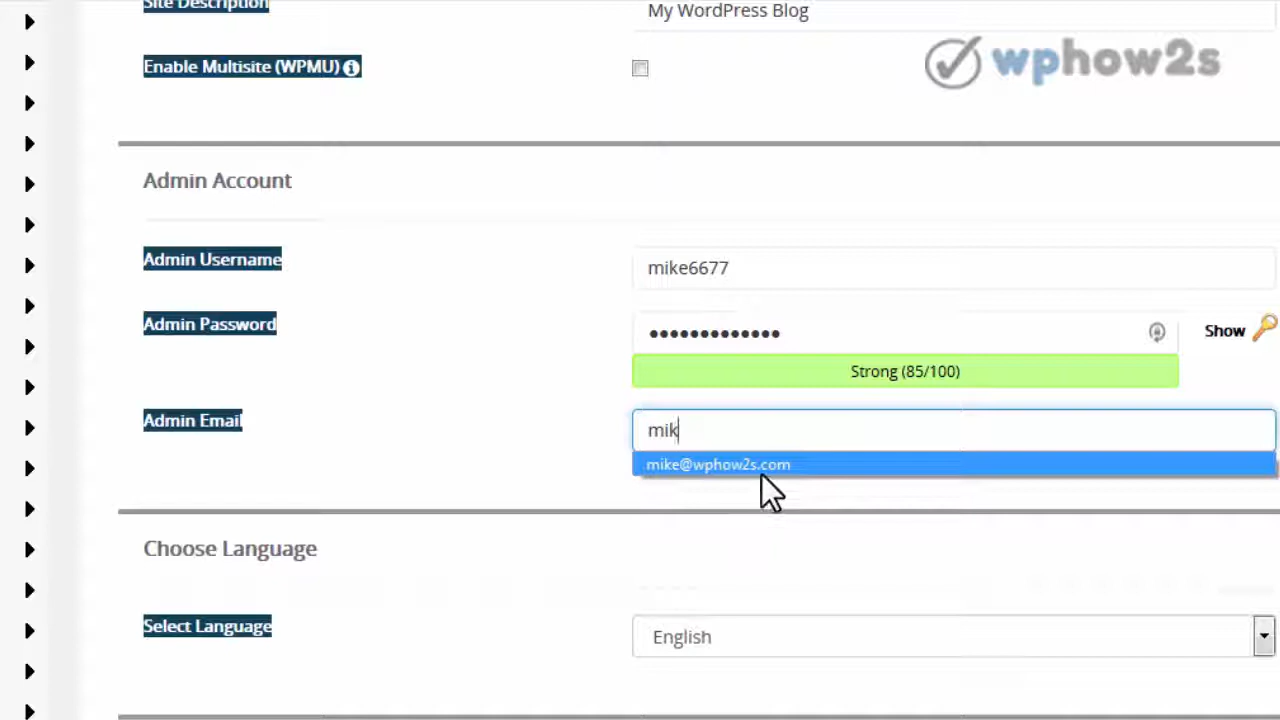 Site Description
My WordPress Blog
wphow2s
Enable Multisite (WPMU)
Admin Account
Admin Username
mike6677
Admin Password
•••••••••••••
Show
Strong (85/100)
Admin Email
mik
mike@wphow2s.com
Choose Language
Select Language
English